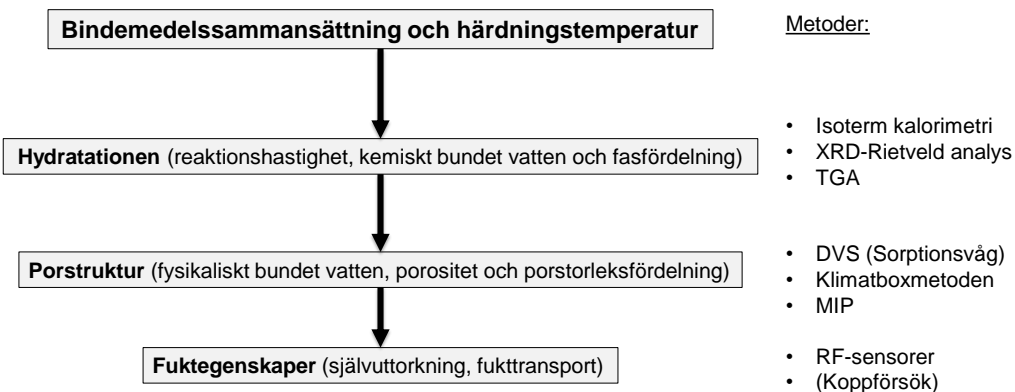 Bindemedelssammansättning och härdningstemperatur
Metoder:
Hydratationen (reaktionshastighet, kemiskt bundet vatten och fasfördelning)
• Isoterm kalorimetri
• XRD-Rietveld analys
• TGA
Porstruktur (fysikaliskt bundet vatten, porositet och porstorleksfördelning)
• DVS (Sorptionsvåg)
• Klimatboxmetoden
• MIP
Fuktegenskaper (självuttorkning, fukttransport)
• RF-sensorer
• (Koppförsök)